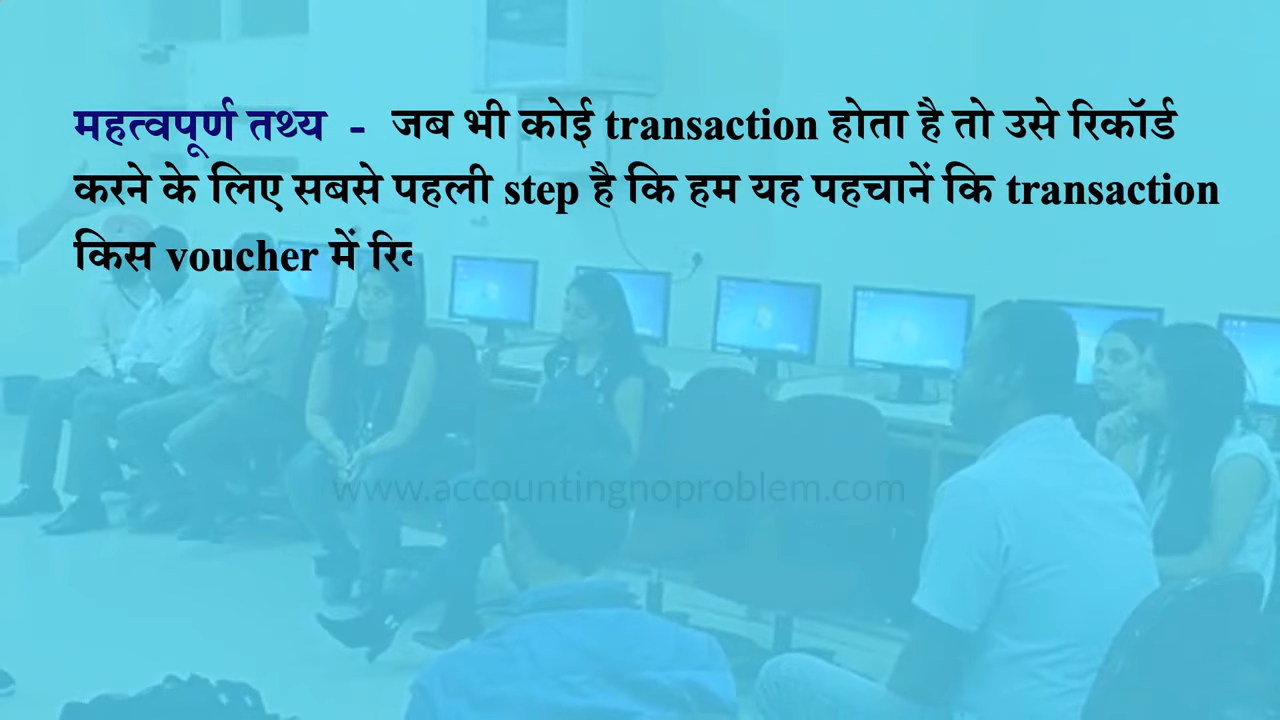 महत्वपूर्ण तथ्य - जब भी कोई transaction होता है तो उसे रिकॉर्ड
करने के लिए सबसे पहली step है कि हम यह पहचानें कि transaction
किस voucher में
www.accountingnoproblem.com